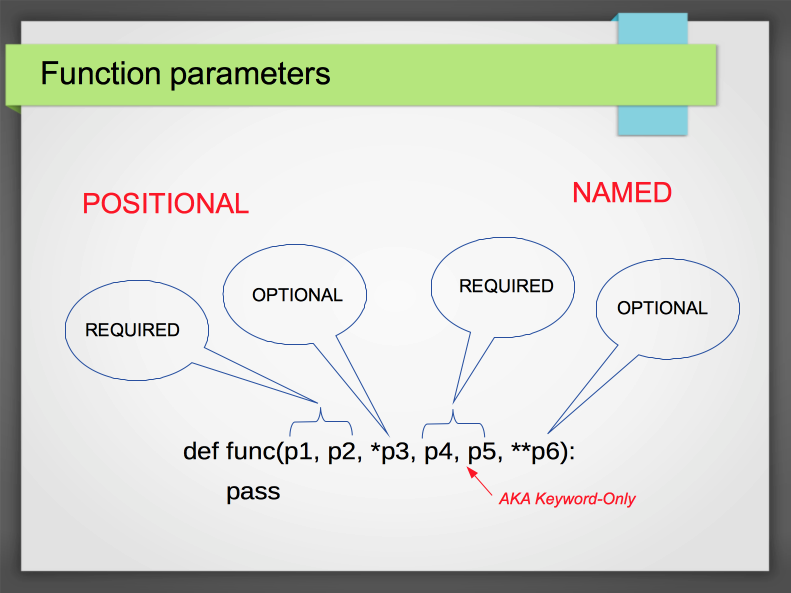 Function parameters
POSITIONAL
NAMED
REQUIRED
OPTIONAL
REQUIRED
OPTIONAL
def func(p1, p2, *p3, p4, p5, **p6):
pass
AKA Keyword-Only